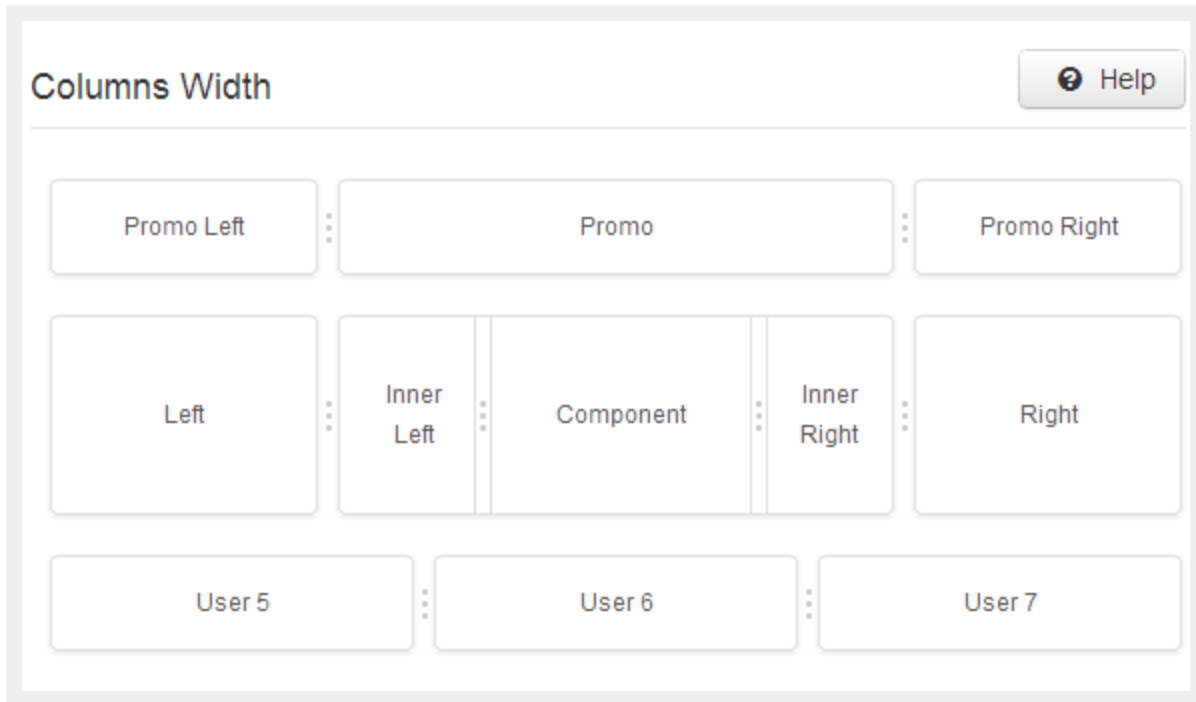 Columns Width
Help
Promo Left
Promo
Promo Right
Left
Inner
Left
Component
Inner
Right
Right
User 5
User 6
User 7